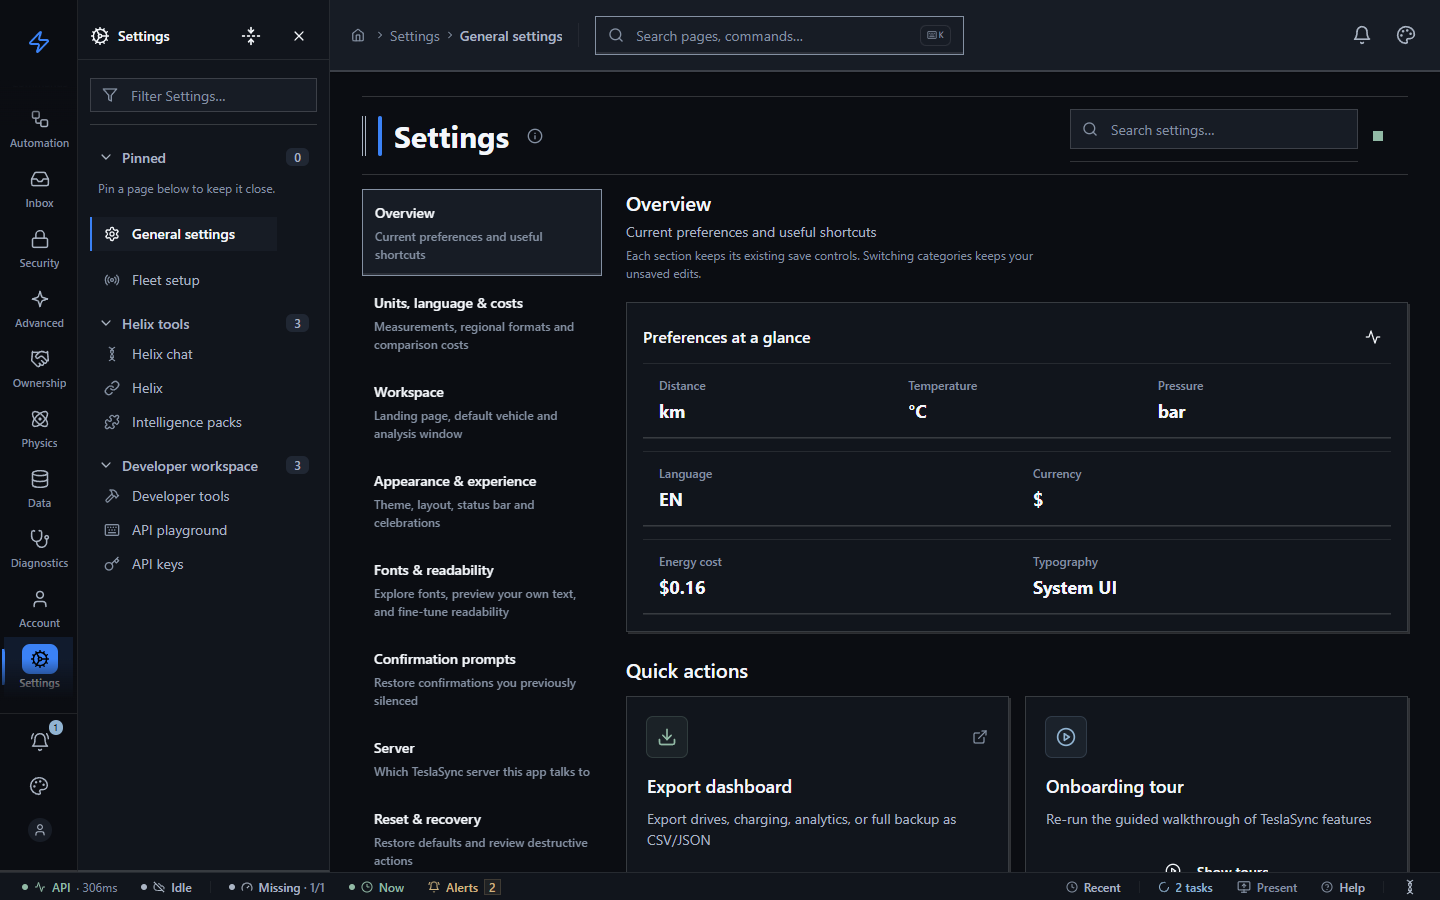 Automation
Inbox
Security
Advanced
Ownership
Physics
Data
Diagnostics
Account
Settings
1
Settings
Filter Settings...
Pinned
0
Pin a page below to keep it close.
General settings
Fleet setup
Helix tools
3
Helix chat
Helix
Intelligence packs
Developer workspace
3
Developer tools
API playground
API keys
Settings
General settings
Search pages, commands...
K
Settings
Search settings...
Overview
Current preferences and useful
shortcuts
Units, language & costs
Measurements, regional formats and
comparison costs
Workspace
Landing page, default vehicle and
analysis window
Appearance & experience
Theme, layout, status bar and
celebrations
Fonts & readability
Explore fonts, preview your own text,
and fine-tune readability
Confirmation prompts
Restore confirmations you previously
silenced
Server
Which TeslaSync server this app talks to
Reset & recovery
Restore defaults and review destructive
actions
Overview
Current preferences and useful shortcuts
Each section keeps its existing save controls. Switching categories keeps your
unsaved edits.
Preferences at a glance
Distance
km
Temperature
°C
Pressure
bar
Language
EN
Currency
$
Energy cost
$0.16
Typography
System UI
Quick actions
Export dashboard
Export drives, charging, analytics, or full backup as
CSV/JSON
Onboarding tour
Re-run the guided walkthrough of TeslaSync features
Show tours
API · 306ms
Idle
Missing · 1/1
Now
Alerts 2
Recent
2 tasks
Present
Help